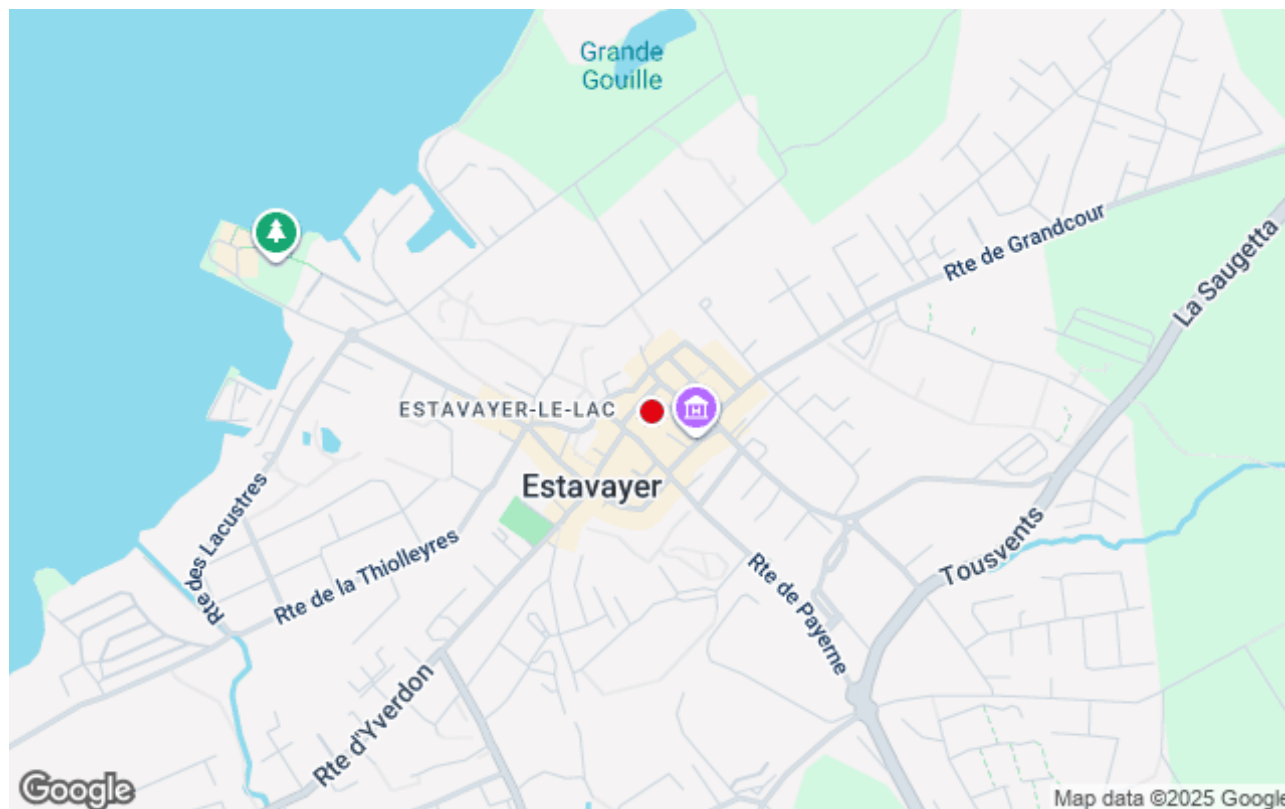 Grande
Gouille
Rte de Grandcour
La Saugetta
ESTAVAYER-LE-LAC
H
Estavayer
Rte des Lacustres
Rte de la Thiolleyres
Tousvents
Rte de Payerne
Rte d'Yverdon
Google
Map data ©2025 Google